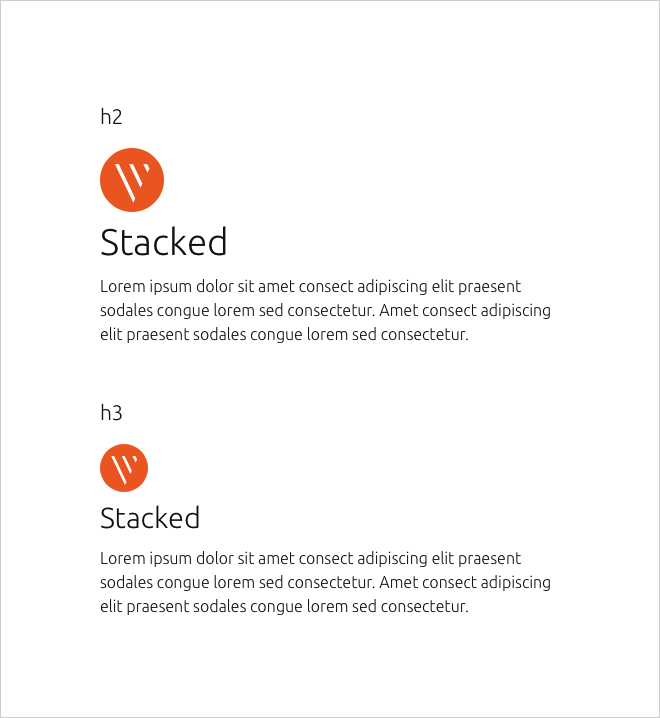 h2
Stacked
Lorem ipsum dolor sit amet consect adipiscing elit praesent
sodales congue lorem sed consectetur. Amet consect adipiscing
elit praesent sodales congue lorem sed consectetur.
h3
Stacked
Lorem ipsum dolor sit amet consect adipiscing elit praesent
sodales congue lorem sed consectetur. Amet consect adipiscing
elit praesent sodales congue lorem sed consectetur.